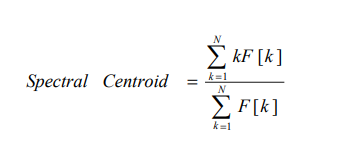 N
∑ kF[k]
k=1
Spectral Centroid =
N
∑ F[k]
k=1